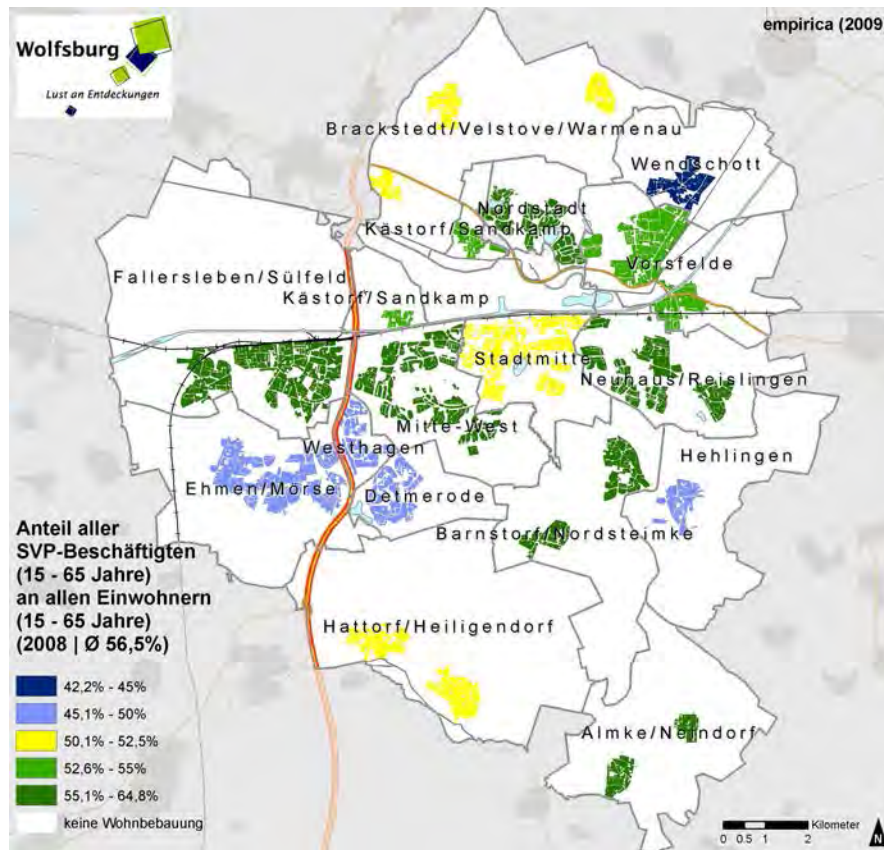 Wolfsburg
Lust an Entdeckungen
empirica (2009)
Brackstedt/Velstove/Warmenau
Wendschott
Nordstadt
Kästorf/Sandkamp
Vorsfelde
Fallersleben/Sülfeld
Kästorf/Sandkamp
Stadtmitte
Neuhaus/Reislingen
Mitte-West
Westhagen
Hehlingen
Ehmen/Mörse
Detmerode
Barnstorf/Nordsteimke
Hattorf/Heiligendorf
Almke/Neindorf
Anteil aller
SVP-Beschäftigten
(15 - 65 Jahre)
an allen Einwohnern
(15 - 65 Jahre)
(2008 | Ø 56,5%)
42,2% - 45%
45,1% - 50%
50,1% - 52,5%
52,6% - 55%
55,1% - 64,8%
keine Wohnbebauung
Kilometer
0 0.5 1 2
N